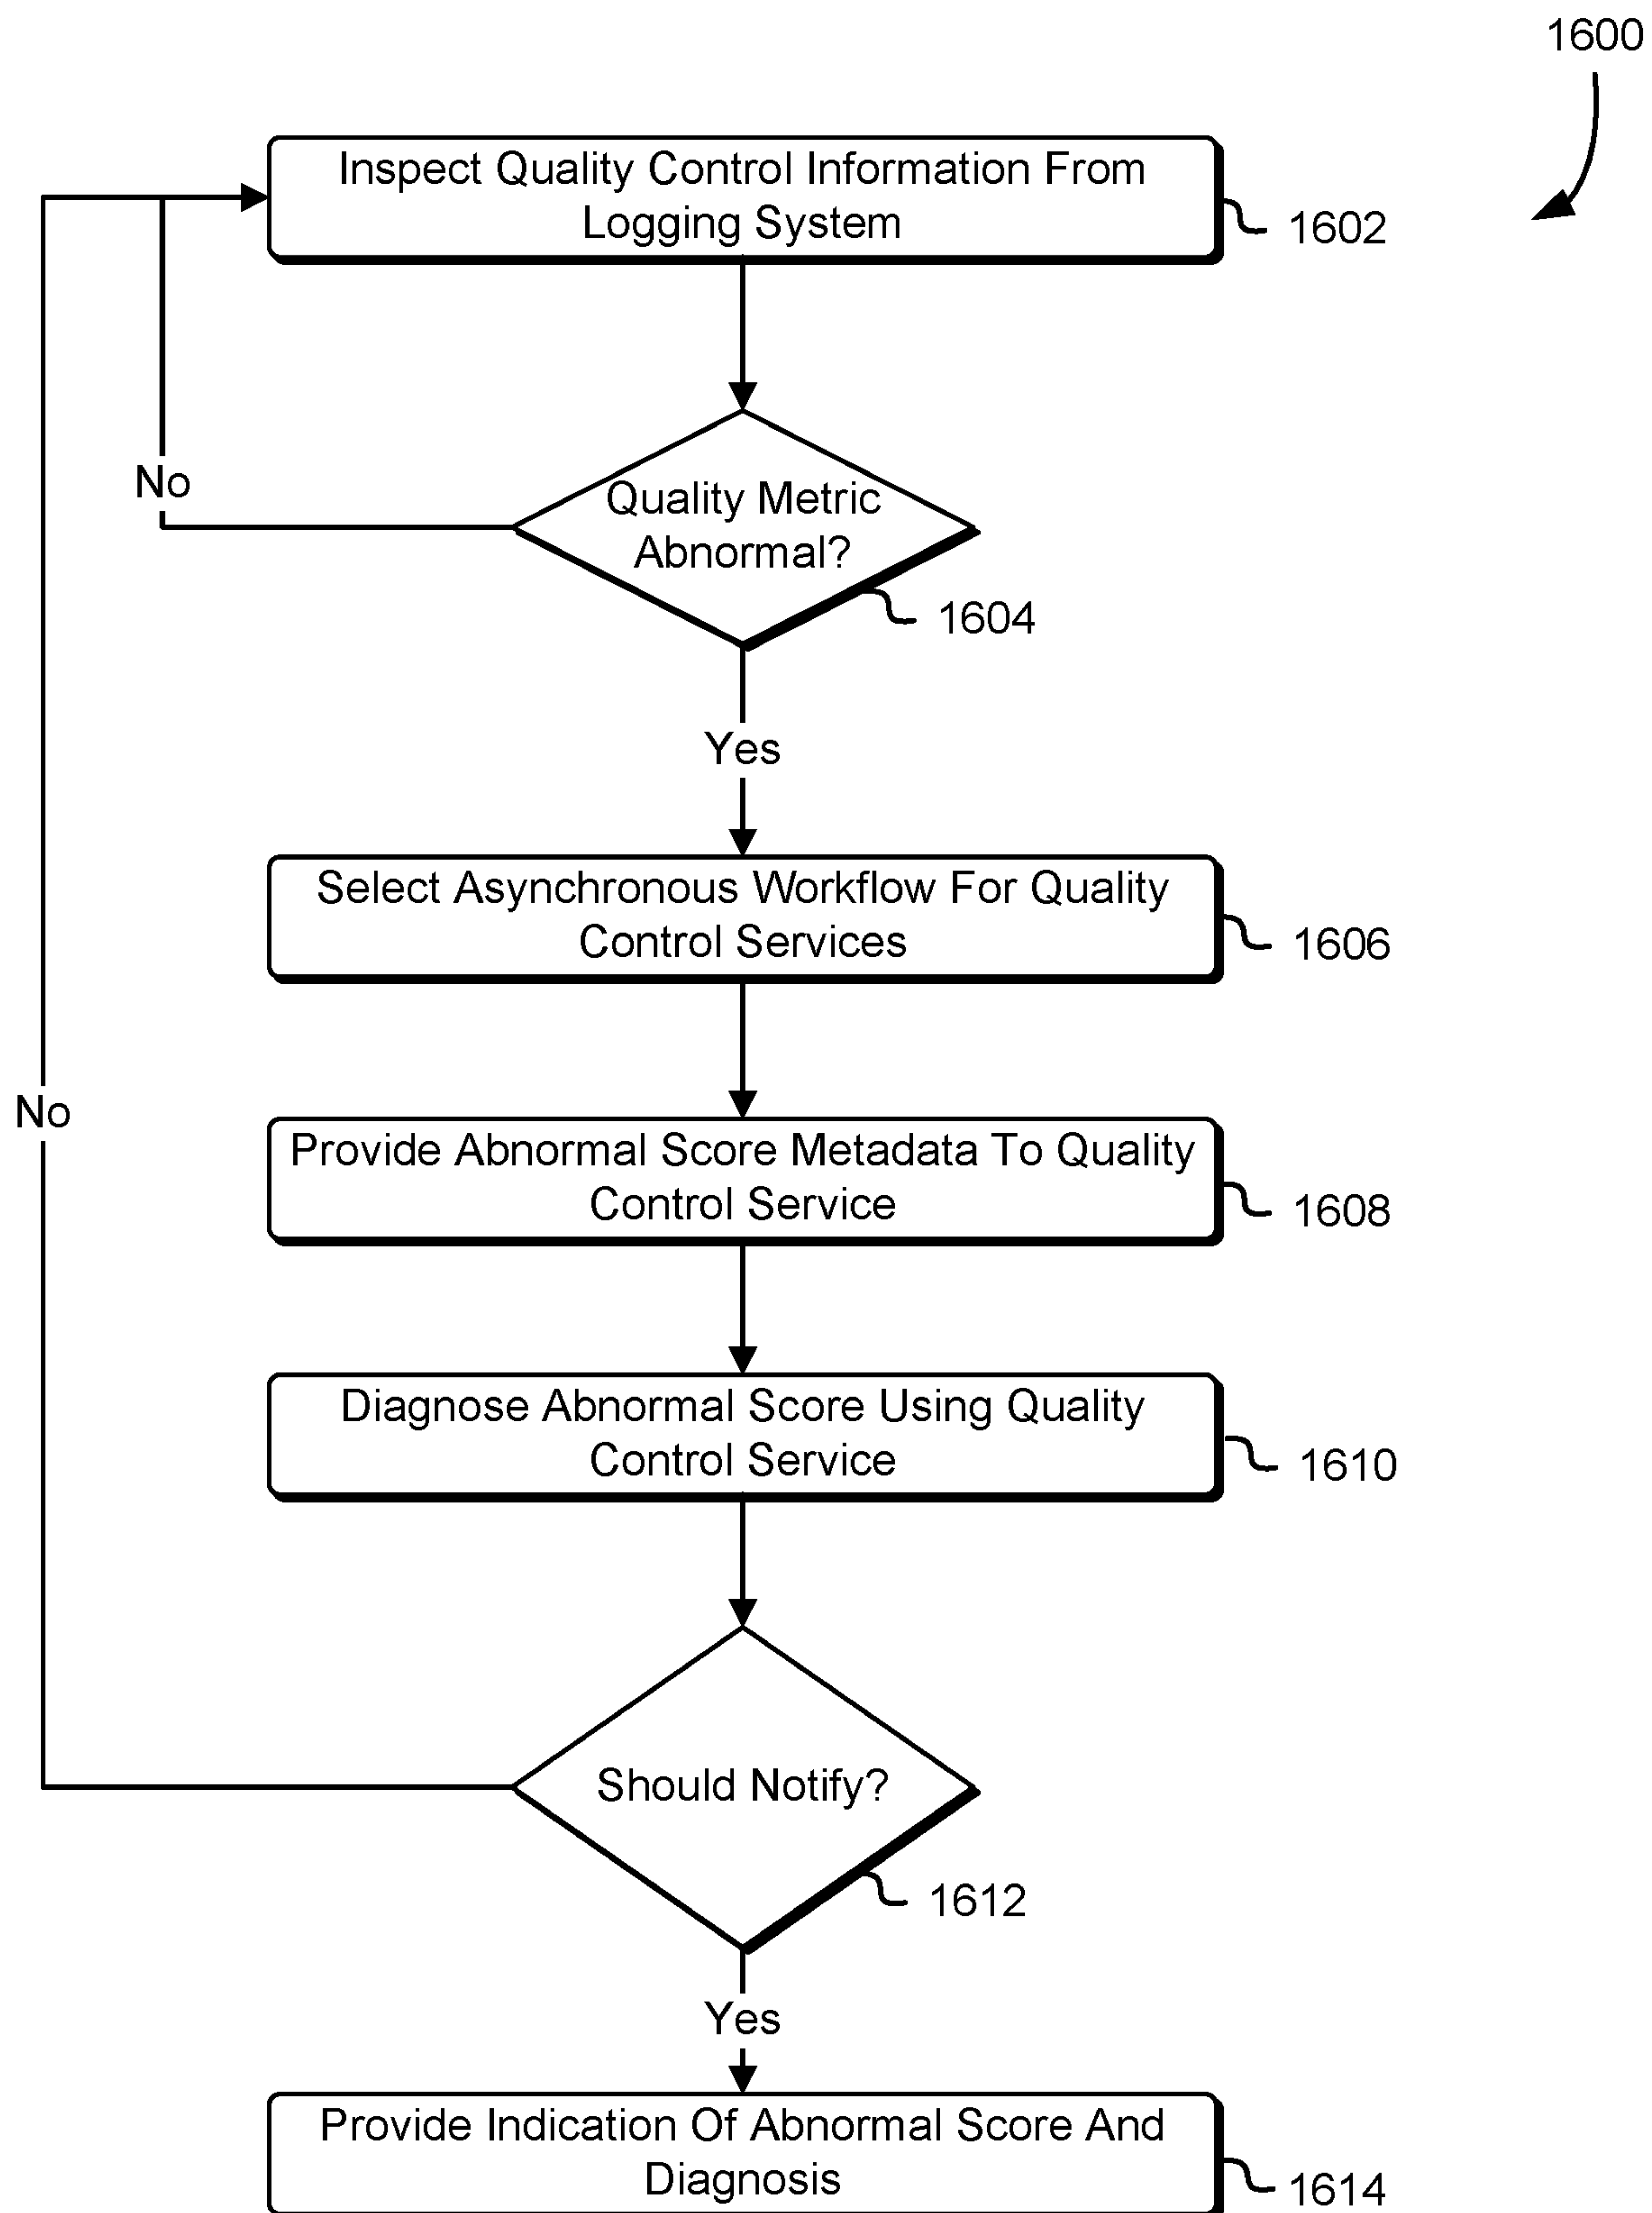 1600
Inspect Quality Control Information From
Logging System
1602
No
Quality Metric
Abnormal?
1604
Yes
Select Asynchronous Workflow For Quality
Control Services
1606
No
Provide Abnormal Score Metadata To Quality
Control Service
1608
Diagnose Abnormal Score Using Quality
Control Service
1610
Should Notify?
1612
Yes
Provide Indication Of Abnormal Score And
Diagnosis
1614